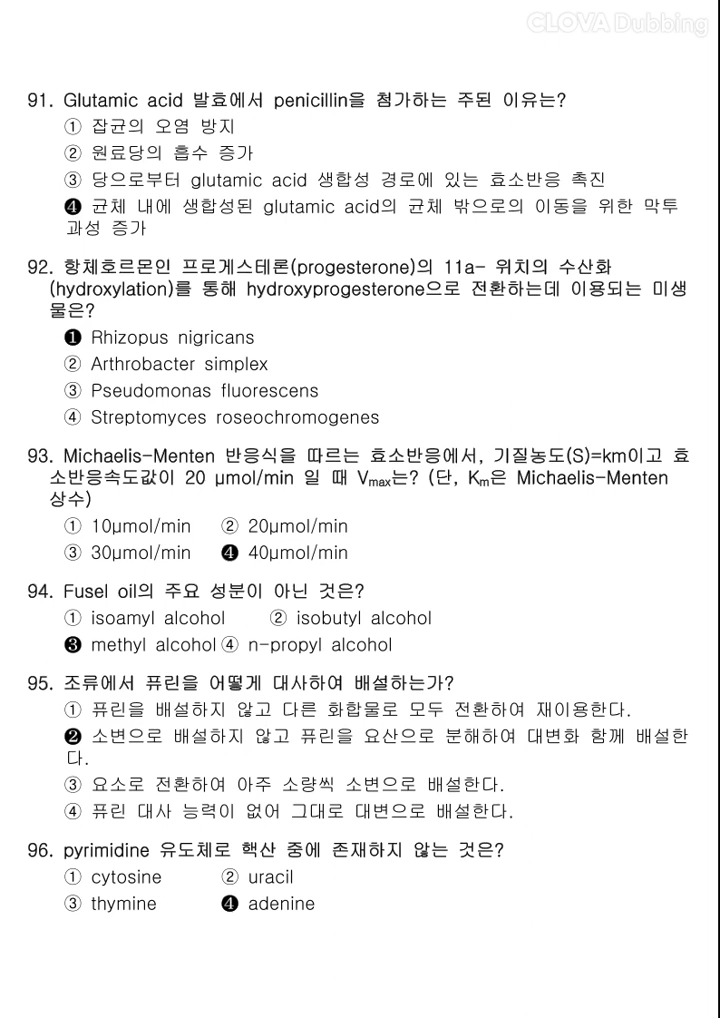 CLOVA Dubbing
91. Glutamic acid 발효에서 penicillin을 첨가하는 주된 이유는?
① 잡균의 오염 방지
② 원료당의 흡수 증가
③ 당으로부터 glutamic acid 생합성 경로에 있는 효소반응 촉진
❹ 균체 내에 생합성된 glutamic acid의 균체 밖으로의 이동을 위한 막투
과성 증가
92. 항체호르몬인 프로게스테론(progesterone)의 11a- 위치의 수산화
(hydroxylation)를 통해 hydroxyprogesterone으로 전환하는데 이용되는 미생
물은?
❶ Rhizopus nigricans
② Arthrobacter simplex
③ Pseudomonas fluorescens
④ Streptomyces roseochromogenes
93. Michaelis-Menten 반응식을 따르는 효소반응에서, 기질농도(S)=km이고 효
소반응속도값이 20 μmol/min 일 때 Vmax는? (단, Km은 Michaelis-Menten
상수)
① 10μmol/min ② 20μmol/min
③ 30μmol/min ❹ 40μmol/min
94. Fusel oil의 주요 성분이 아닌 것은?
① isoamyl alcohol ② isobutyl alcohol
❸ methyl alcohol ④ n-propyl alcohol
95. 조류에서 퓨린을 어떻게 대사하여 배설하는가?
① 퓨린을 배설하지 않고 다른 화합물로 모두 전환하여 재이용한다.
❷ 소변으로 배설하지 않고 퓨린을 요산으로 분해하여 대변화 함께 배설한
다.
③ 요소로 전환하여 아주 소량씩 소변으로 배설한다.
④ 퓨린 대사 능력이 없어 그대로 대변으로 배설한다.
96. pyrimidine 유도체로 핵산 중에 존재하지 않는 것은?
① cytosine ② uracil
③ thymine ❹ adenine